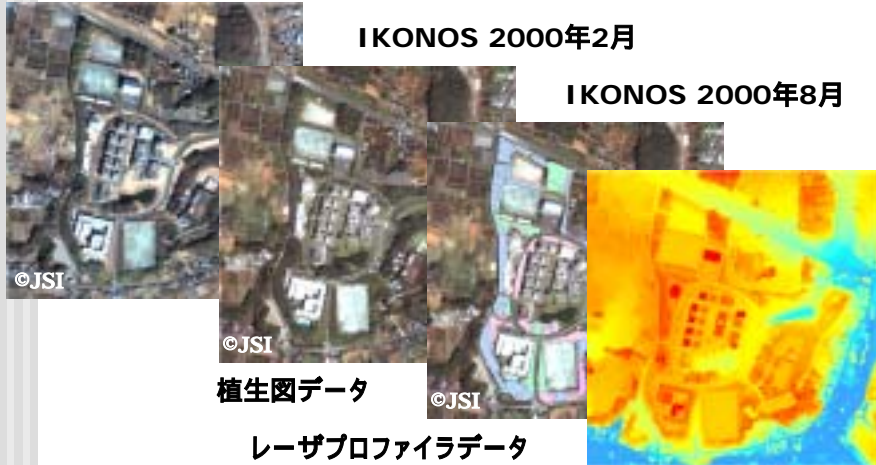 IKONOS 2000年2月
IKONOS 2000年8月
©JSI
©JSI
植生図データ
©JSI
レーザプロファイラデータ